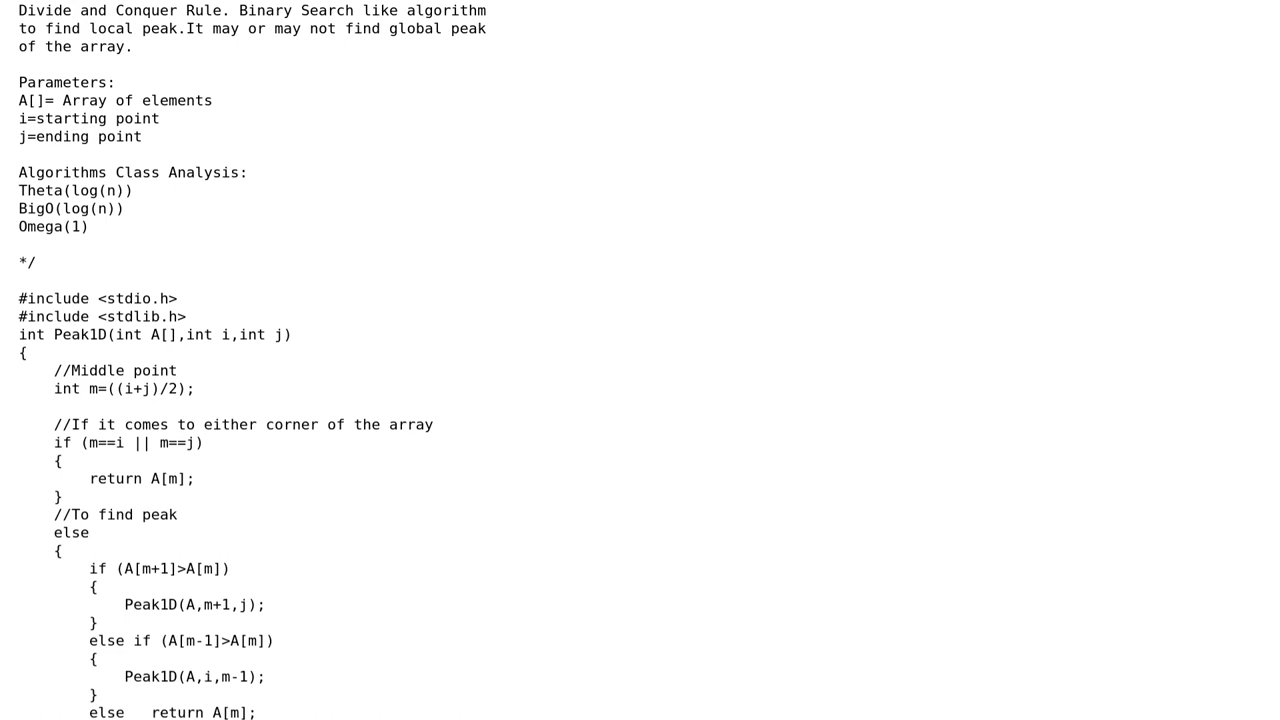 Divide and Conquer Rule. Binary Search like algorithm
to find local peak.It may or may not find global peak
of the array.

Parameters:
A[]= Array of elements
i=starting point
j=ending point

Algorithms Class Analysis:
Theta(log(n))
BigO(log(n))
Omega(1)

*/

#include <stdio.h>
#include <stdlib.h>
int Peak1D(int A[],int i,int j)
{
    //Middle point
    int m=((i+j)/2);

    //If it comes to either corner of the array
    if (m==i || m==j)
    {
        return A[m];
    }
    //To find peak
    else
    {
        if (A[m+1]>A[m])
        {
            Peak1D(A,m+1,j);
        }
        else if (A[m-1]>A[m])
        {
            Peak1D(A,i,m-1);
        }
        else   return A[m];